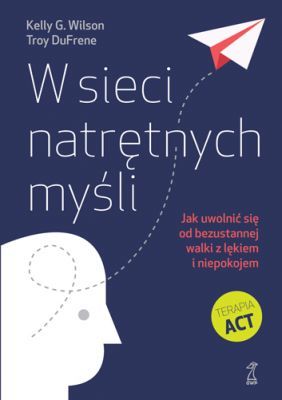 Kelly G. Wilson
Troy DuFrene
W sieci
natrętnych
myśli
Jak uwolnić się
od bezustannej
walki z lękiem
i niepokojem
TERAPIA
ACT
GWP